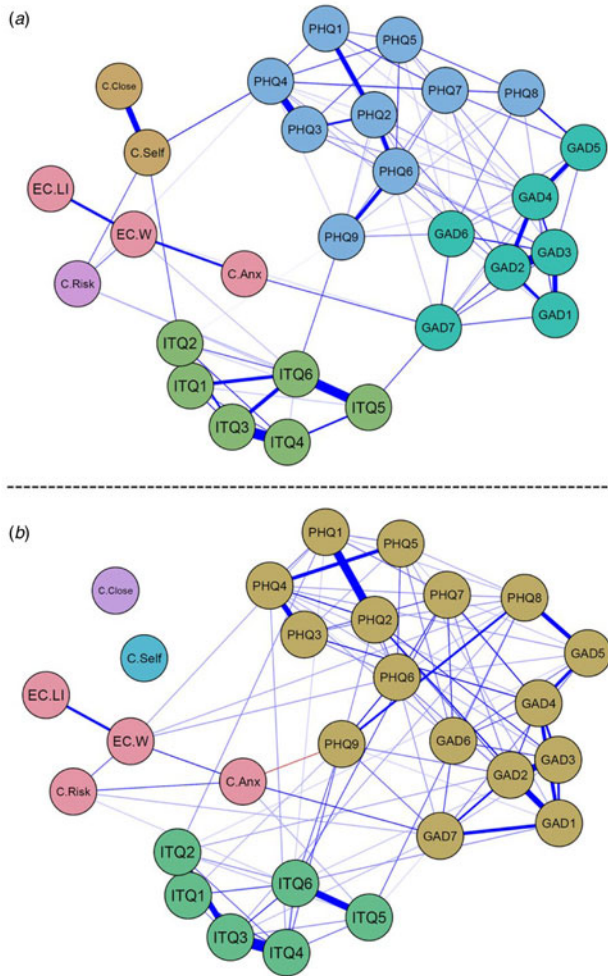 (a)
PHQ1
PHQ5
PHQ4
PHQ7
PHQ8
C.Close
PHQ2
PHQ3
GAD5
C.Self
PHQ6
EC.LI
GAD4
EC.W
PHQ9
GAD6
GAD3
GAD2
C.Anx
C.Risk
GAD1
GAD7
ITQ2
ITQ6
ITQ1
ITQ5
ITQ3
ITQ4
(b)
PHQ1
PHQ5
C.Close
PHQ4
PHQ7
PHQ8
PHQ2
PHQ3
GAD5
C.Self
PHQ6
EC.LI
GAD4
EC.W
PHQ9
GAD6
GAD3
GAD2
C.Anx
C.Risk
GAD1
GAD7
ITQ2
ITQ6
ITQ1
ITQ5
ITQ3
ITQ4